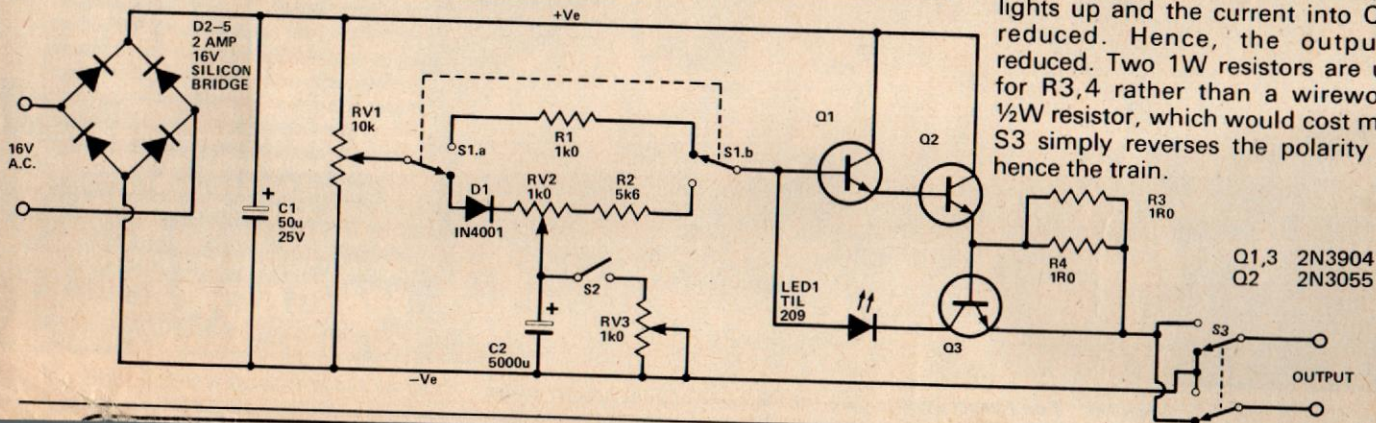 +Ve
D2–5
2 AMP
16V
SILICON
BRIDGE
16V
A.C.
C1
50u
25V
RV1
10k
S1.a
R1
1k0
S1.b
D1
IN4001
RV2
1k0
R2
5k6
S2
C2
5000u
RV3
1k0
–Ve
Q1
Q2
LED1
TIL
209
Q3
R3
1R0
R4
1R0
Q1,3 2N3904
Q2 2N3055
S3
OUTPUT
lights up and the current into
reduced. Hence, the
reduced. Two 1W resistors are
for R3,4 rather than a
½W resistor, which would cost
S3 simply reverses the polarity
hence the train.